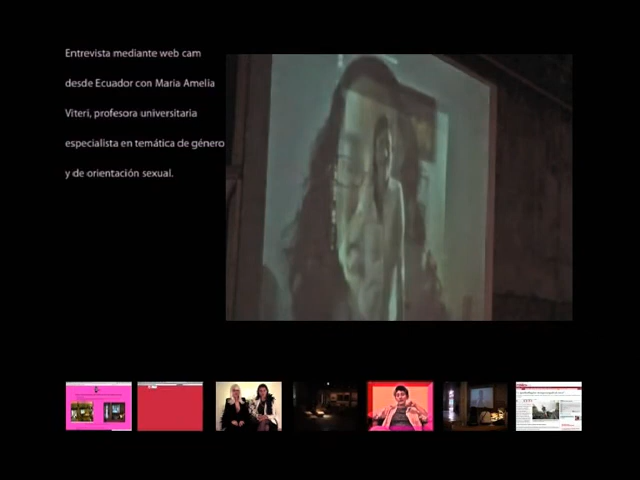 Entrevista mediante web cam
desde Ecuador con Maria Amelia
Viteri, profesora universitaria
especialista en temática de género
y de orientación sexual.